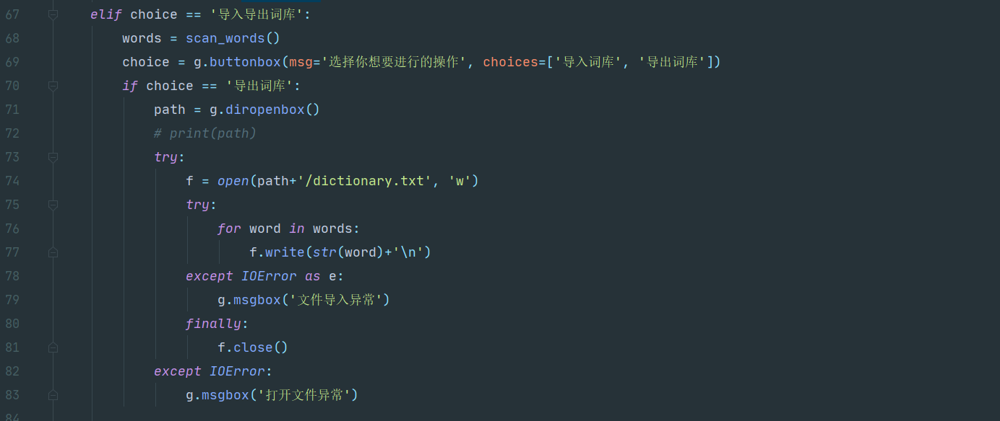 67 elif choice == '导入导出词库':
68 words = scan_words()
69 choice = g.buttonbox(msg='选择你想要进行的操作', choices=['导入词库', '导出词库'])
70 if choice == '导出词库':
71 path = g.diropenbox()
72 # print(path)
73 try:
74 f = open(path+'/dictionary.txt', 'w')
75 try:
76 for word in words:
77 f.write(str(word)+'\n')
78 except IOError as e:
79 g.msgbox('文件导入异常')
80 finally:
81 f.close()
82 except IOError:
83 g.msgbox('打开文件异常')
84